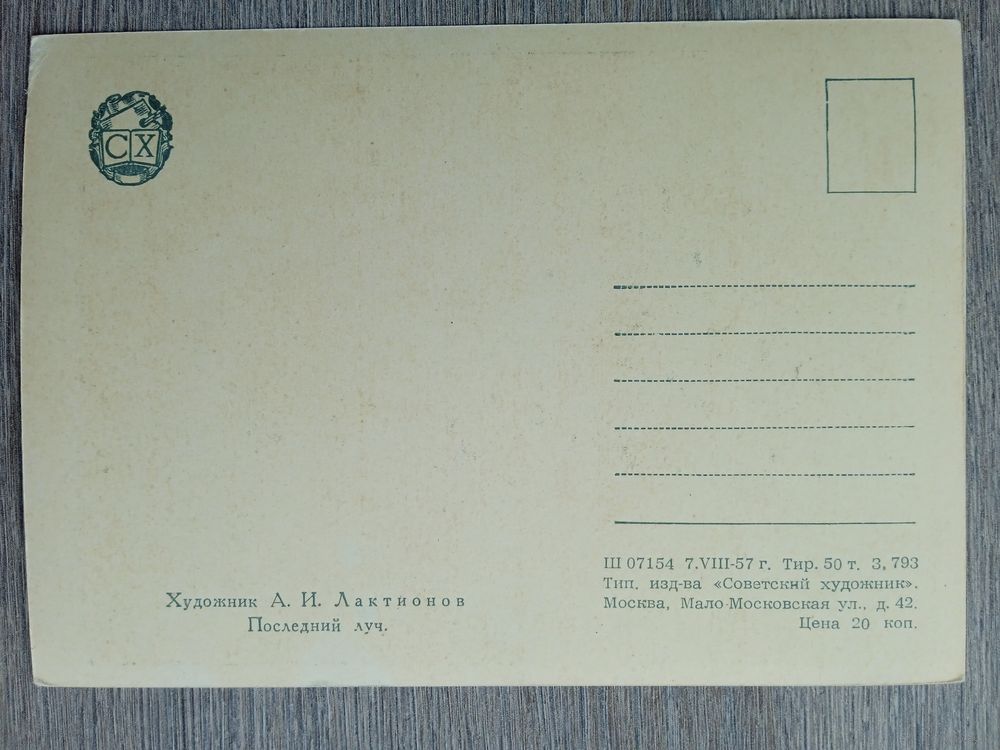 СХ
Художник А. И. Лактионов
Последний луч.
Ш 07154 7.VIII-57 г. Тир. 50 т. З. 793
Тип. изд-ва «Советский художник».
Москва, Мало-Московская ул., д. 42.
Цена 20 коп.